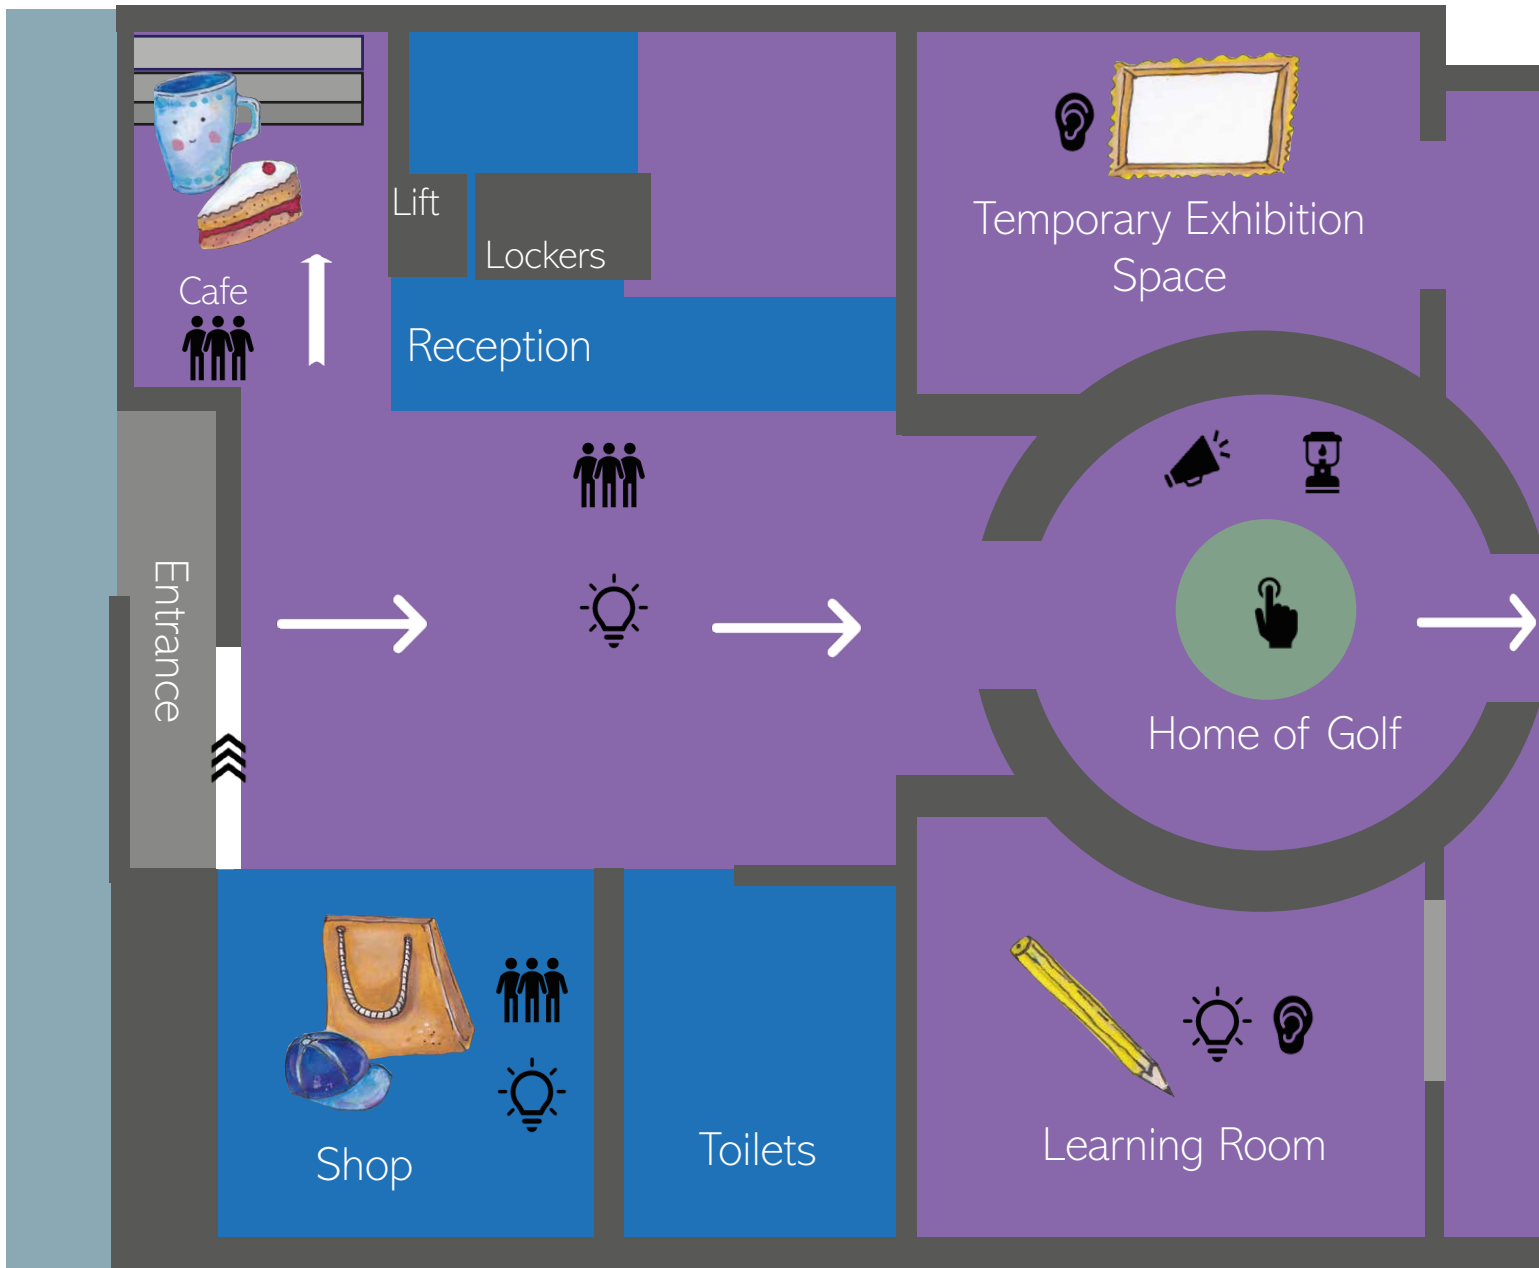 Lift
Lockers
Temporary Exhibition
Space
Cafe
Reception
Entrance
Home of Golf
Shop
Toilets
Learning Room